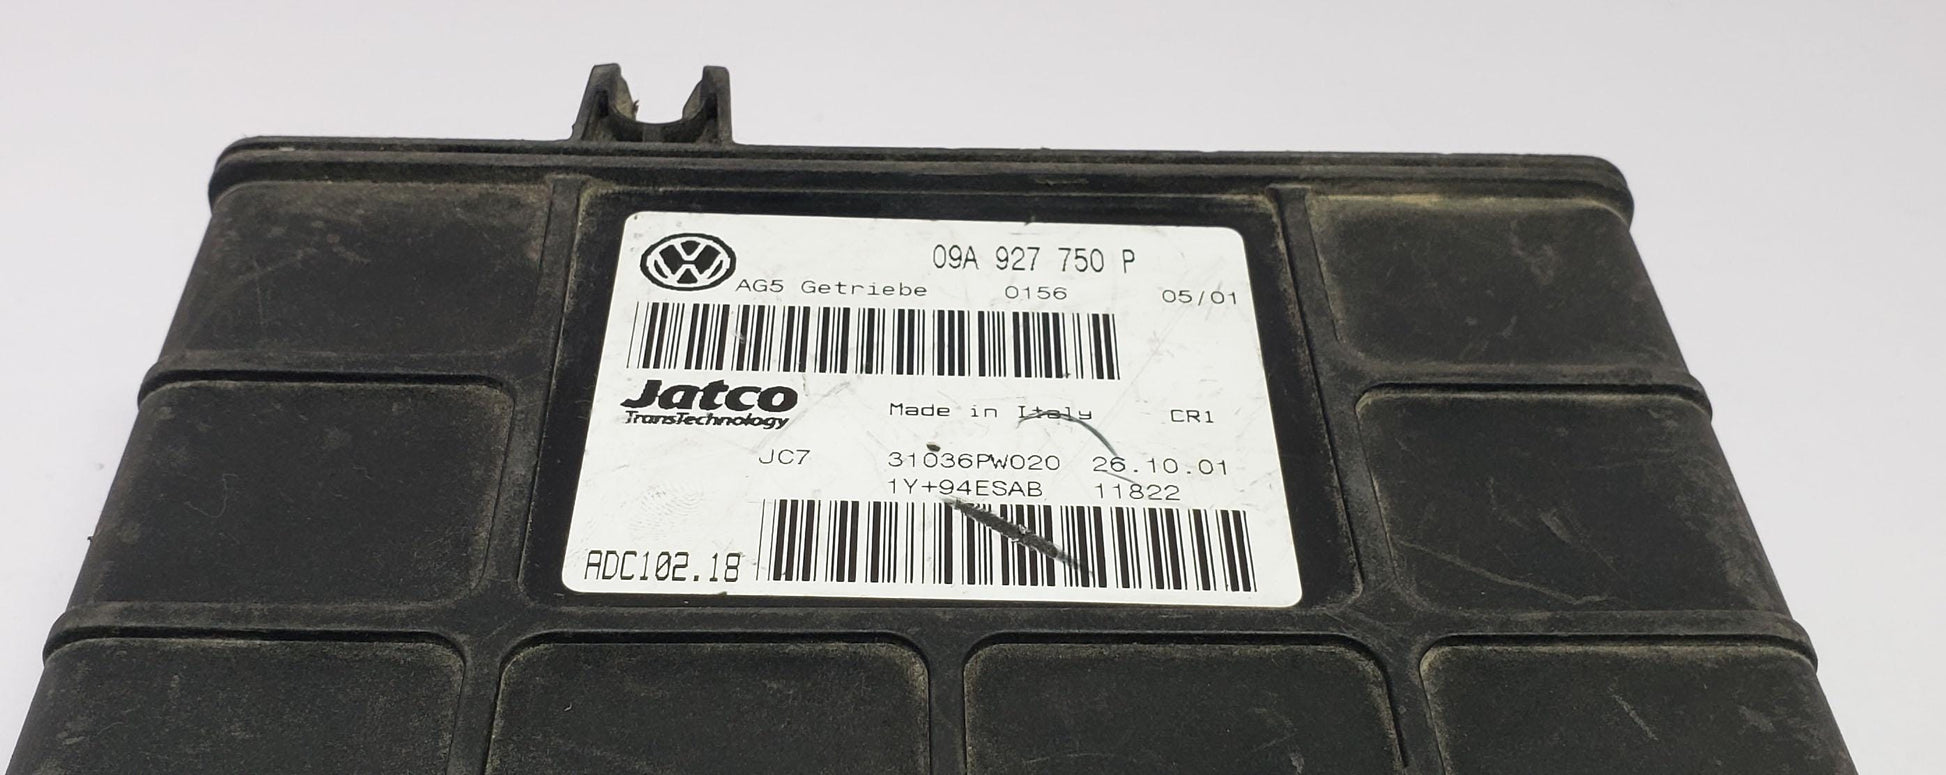 09A 927 750 P
AG5 Getriebe 0156 05/01
Jatco
TransTechnology
Made in Italy CR1
JC7 31036PW020 26.10.01
1Y+94ESAB 11822
ADC102.18